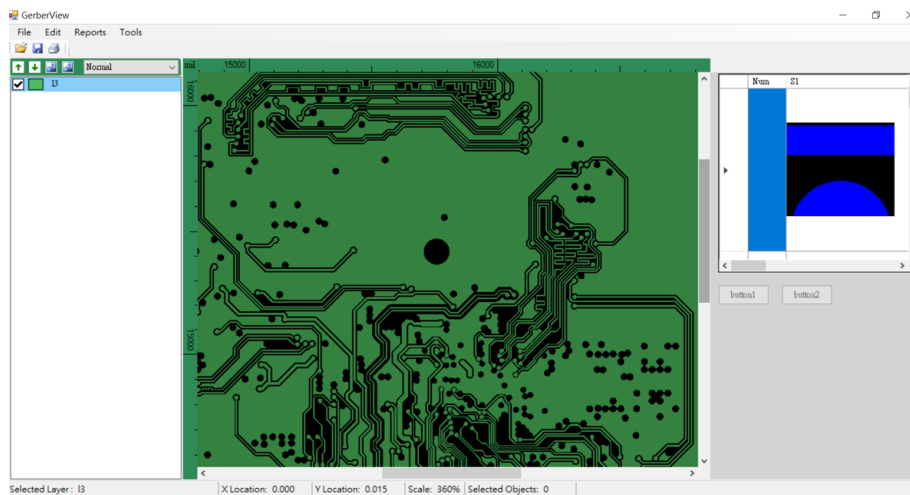 GerberView
File Edit Reports Tools
Normal
mil 15000 16000
l3
16000
15000
Num S1
button1 button2
Selected Layer : l3 X Location: 0.000 Y Location: 0.015 Scale: 360% Selected Objects: 0